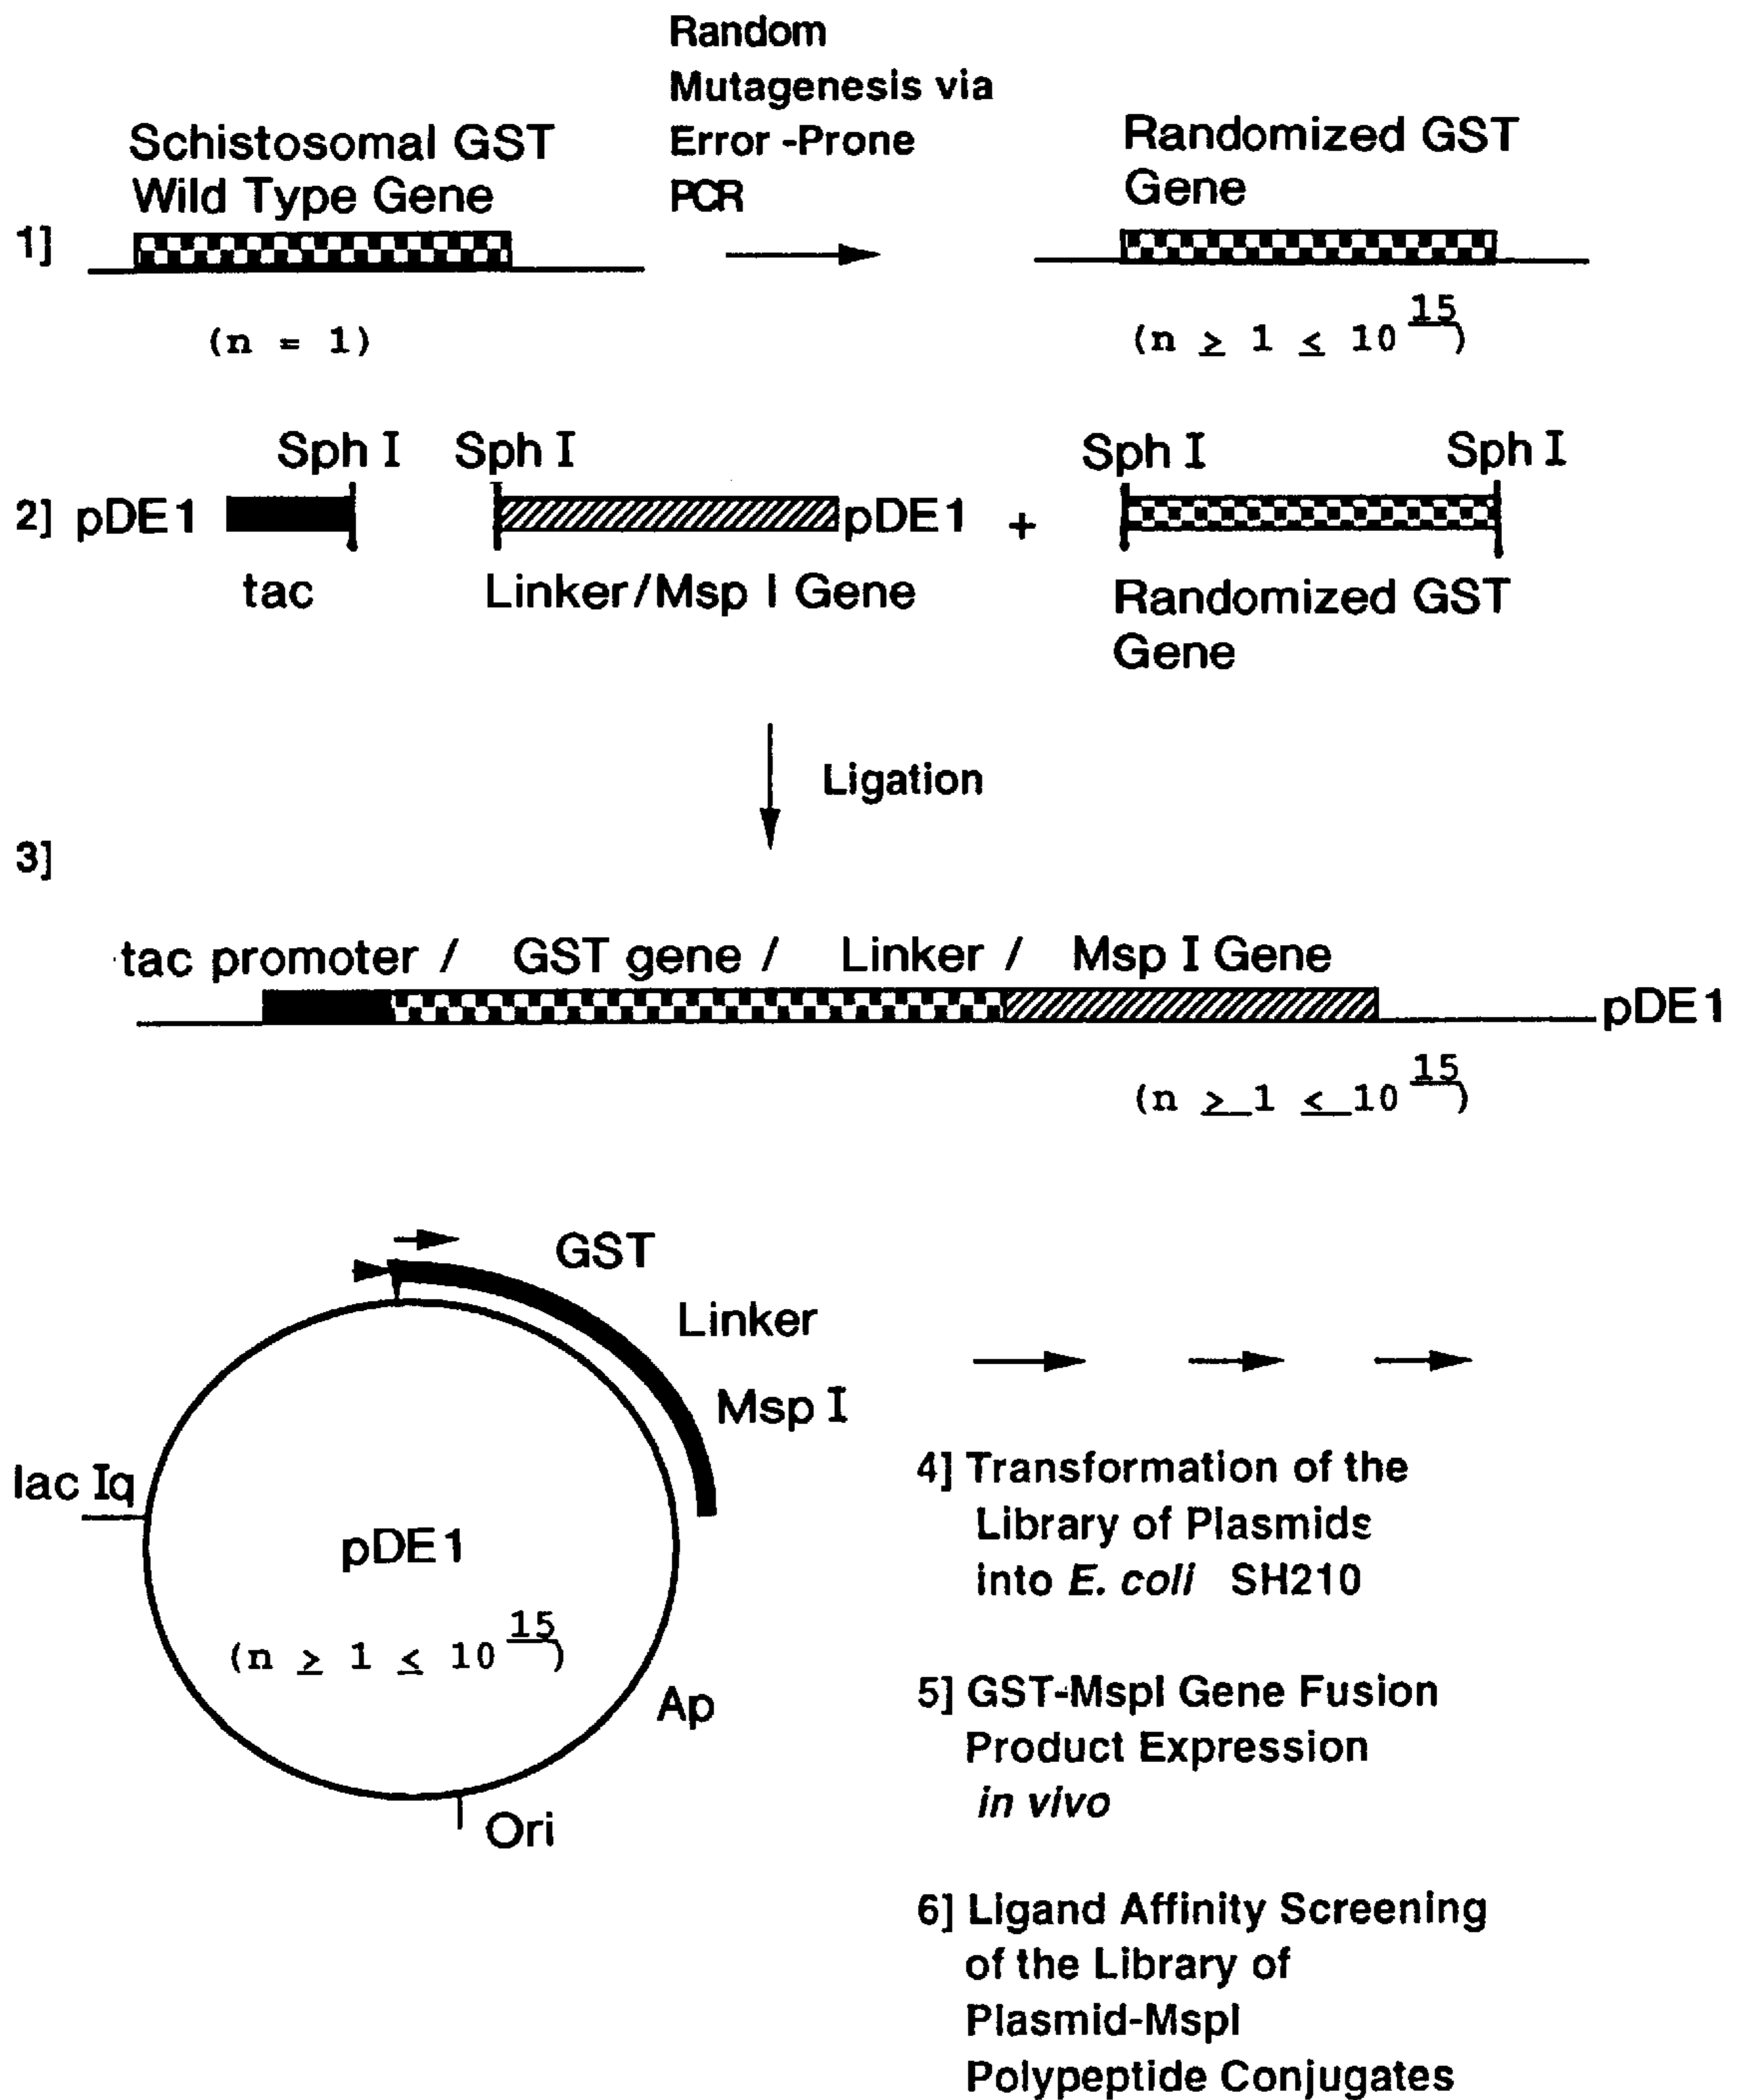 Random
Mutagenesis via
Error -Prone
PCR
Schistosomal GST
Wild Type Gene
Randomized GST
Gene
1]
(n = 1)
(n ≥ 1 ≤ 10 15)
Sph I Sph I Sph I Sph I
2] pDE1 pDE1 +
tac Linker/Msp I Gene Randomized GST
Gene
Ligation
3]
tac promoter / GST gene / Linker / Msp I Gene
pDE1
(n ≥ 1 ≤ 10 15)
GST
Linker
Msp I
lac Iq
pDE1
(n ≥ 1 ≤ 10 15)
Ap
Ori
4] Transformation of the
Library of Plasmids
into E. coli SH210
5] GST-MspI Gene Fusion
Product Expression
in vivo
6] Ligand Affinity Screening
of the Library of
Plasmid-MspI
Polypeptide Conjugates